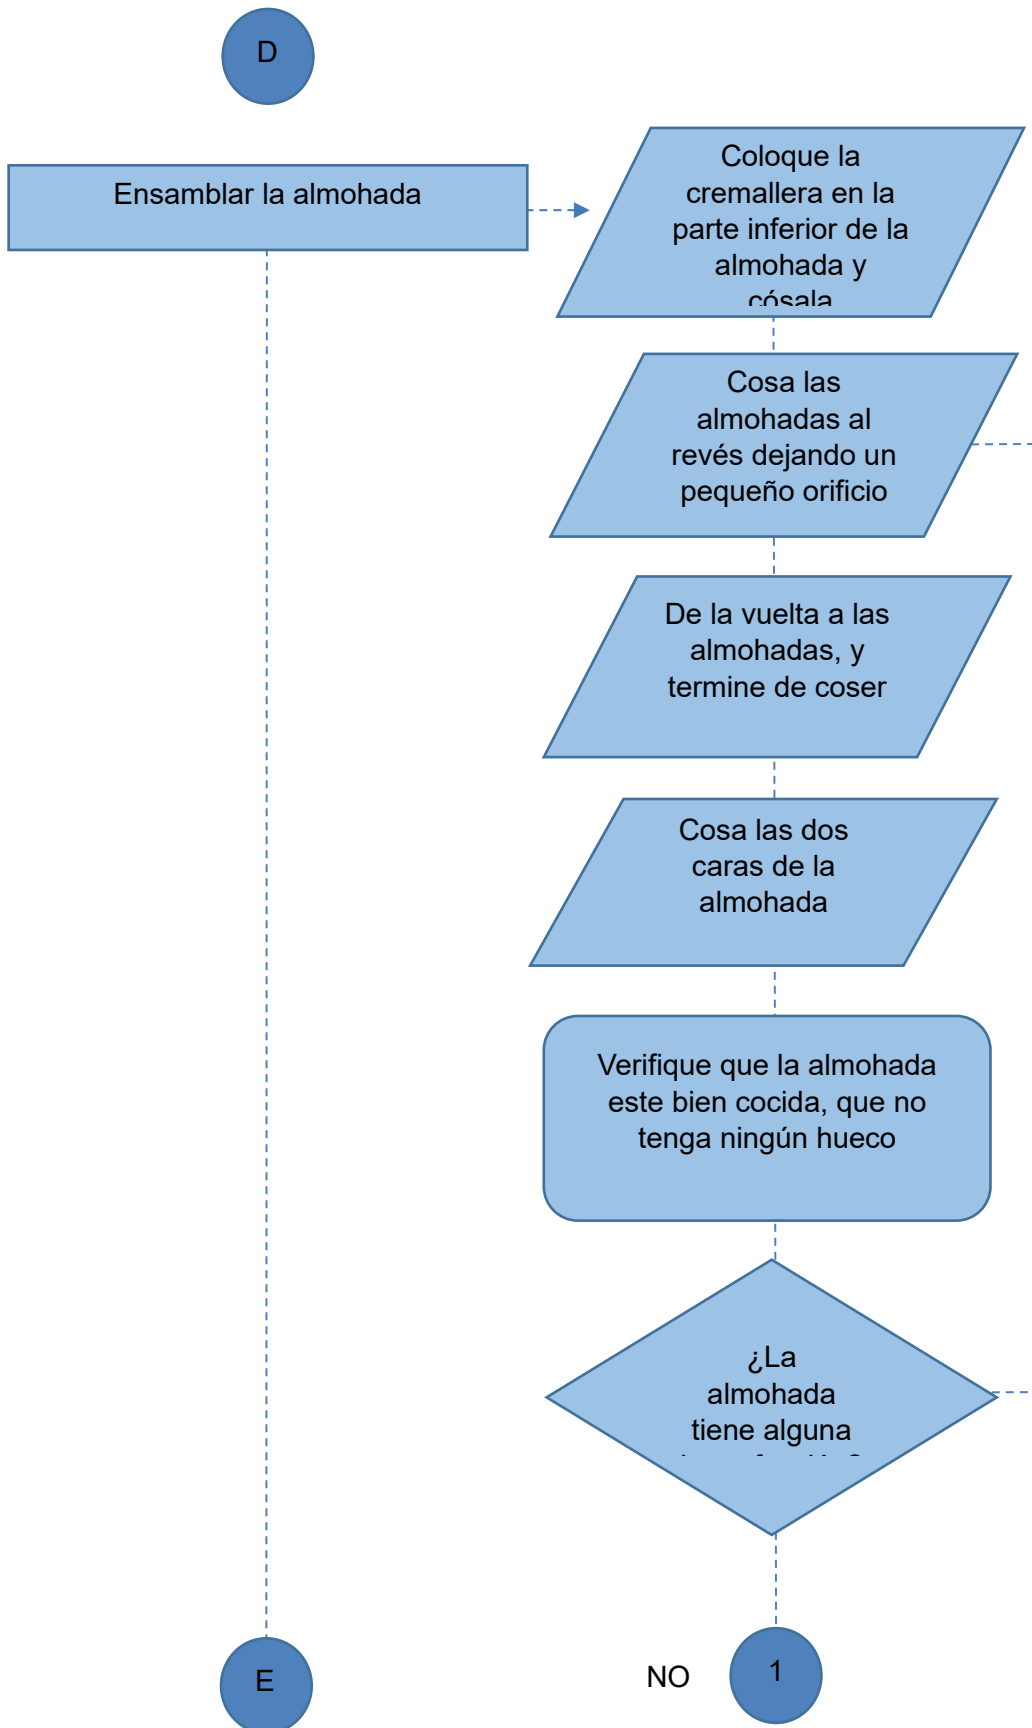 D
Ensamblar la almohada
Coloque la
cremallera en la
parte inferior de la
almohada y
cósala
Cosa las
almohadas al
revés dejando un
pequeño orificio
De la vuelta a las
almohadas, y
termine de coser
Cosa las dos
caras de la
almohada
Verifique que la almohada
este bien cocida, que no
tenga ningún hueco
¿La
almohada
tiene alguna
E
NO
1